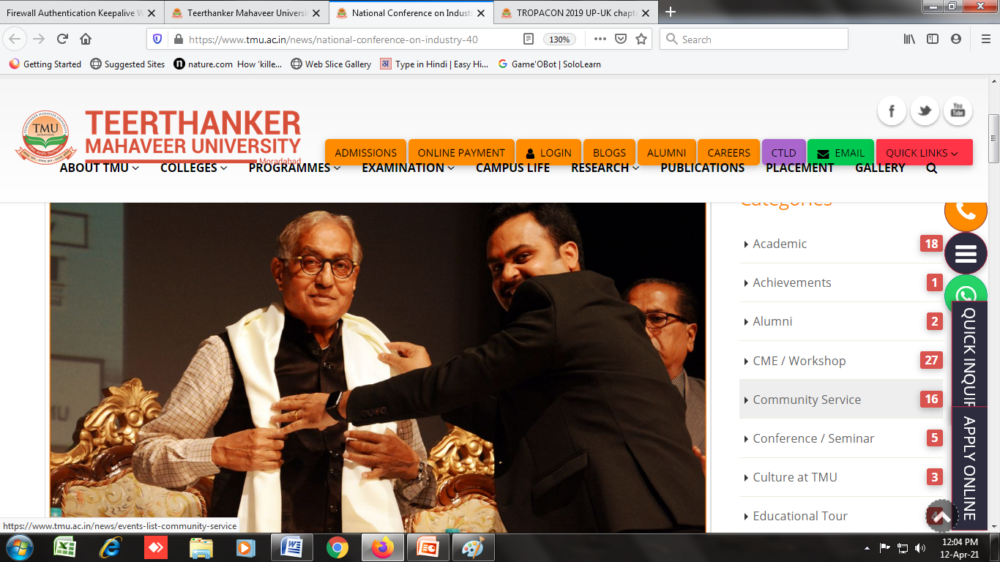 Firewall Authentication Keepalive W
Teerthanker Mahaveer Universi
National Conference on Industr
TROPACON 2019 UP-UK chapt
https://www.tmu.ac.in/news/national-conference-on-industry-40
130%
Search
Getting Started
Suggested Sites
n nature.com How 'kille...
Web Slice Gallery
अ Type in Hindi | Easy Hi...
G Game'OBot | SoloLearn
TMU
TEERTHANKER
MAHAVEER UNIVERSITY
Moradabad
f
You Tube
ADMISSIONS
ONLINE PAYMENT
LOGIN
BLOGS
ALUMNI
CAREERS
CTLD
EMAIL
QUICK LINKS
ABOUT TMU
COLLEGES
PROGRAMMES
EXAMINATION
CAMPUS LIFE
RESEARCH
PUBLICATIONS
PLACEMENT
GALLERY
Categories
Academic 18
Achievements 1
Alumni 2
CME / Workshop 27
Community Service 16
Conference / Seminar 5
Culture at TMU 3
Educational Tour
QUICK INQUIR
APPLY ONLINE
https://www.tmu.ac.in/news/events-list-community-service
12:04 PM
12-Apr-21